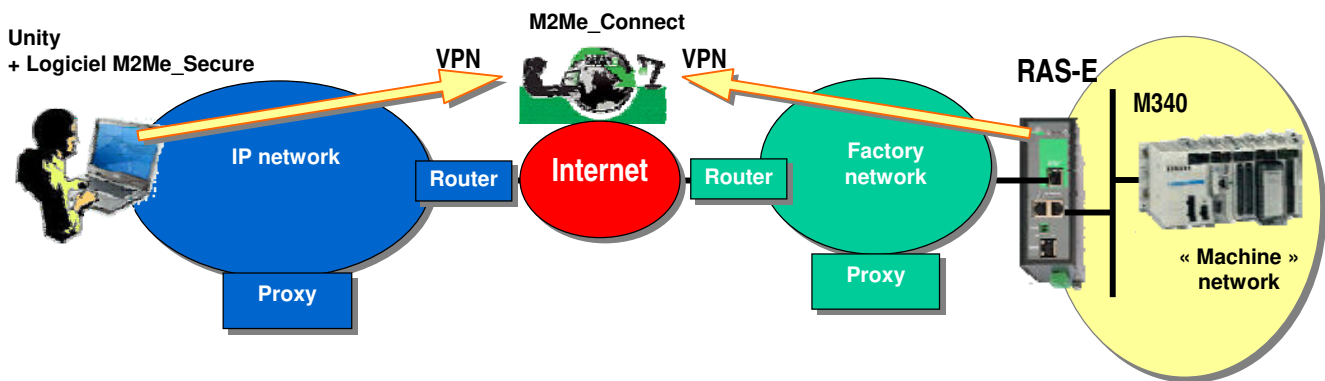 M2Me_Connect
Unity
+ Logiciel M2Me_Secure
VPN
VPN
RAS-E
M340
IP network
Router
Internet
Router
Factory
network
« Machine »
network
Proxy
Proxy